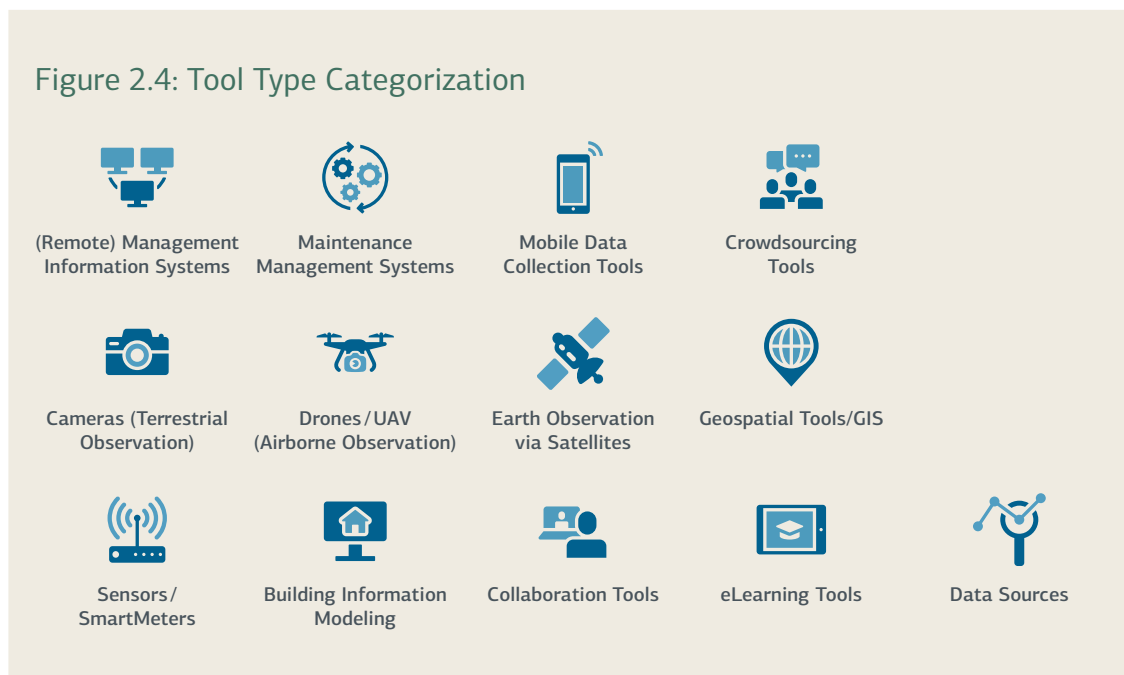 Figure 2.4: Tool Type Categorization
(Remote) Management
Information Systems
Maintenance
Management Systems
Mobile Data
Collection Tools
Crowdsourcing
Tools
Cameras (Terrestrial
Observation)
Drones/UAV
(Airborne Observation)
Earth Observation
via Satellites
Geospatial Tools/GIS
Sensors/
SmartMeters
Building Information
Modeling
Collaboration Tools
eLearning Tools
Data Sources